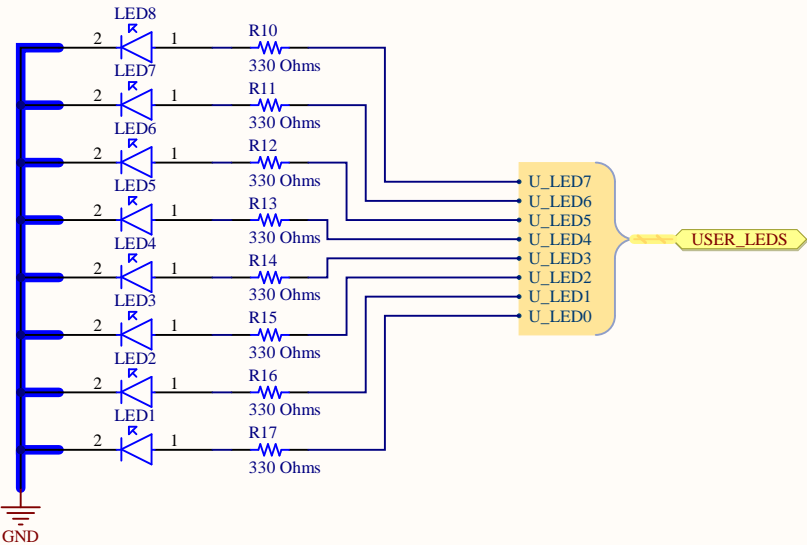 LED8
2 1 R10
330 Ohms
LED7
2 1 R11
330 Ohms
LED6
2 1 R12
330 Ohms
LED5
2 1 R13
330 Ohms
LED4
2 1 R14
330 Ohms
LED3
2 1 R15
330 Ohms
LED2
2 1 R16
330 Ohms
LED1
2 1 R17
330 Ohms
U_LED7
U_LED6
U_LED5
U_LED4
U_LED3
U_LED2
U_LED1
U_LED0
USER_LEDS
GND